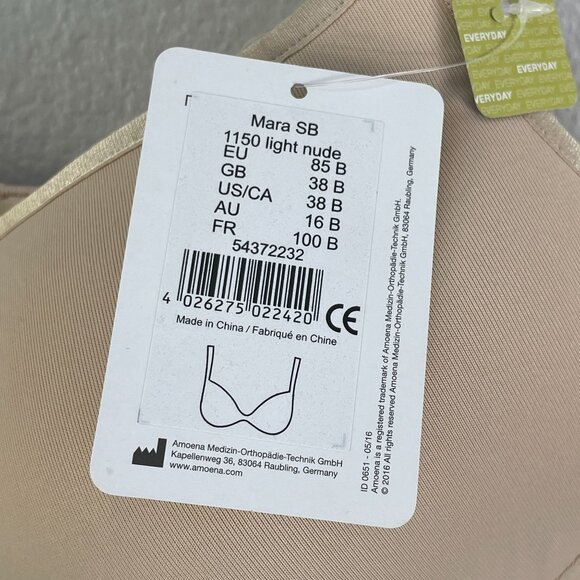 Mara SB
1150 light nude
EU 85 B
GB 38 B
US/CA 38 B
AU 16 B
FR 100 B
54372232
4 026275 022420
CE
Made in China / Fabriqué en Chine
Amoena Medizin-Orthopädie-Technik GmbH
Kapellenweg 36, 83064 Raubling, Germany
www.amoena.com
ID 0651 - 05/16
Amoena is a registered trademark of Amoena Medizin-Orthopädie-Technik GmbH.
© 2016 All rights reserved Amoena Medizin-Orthopädie-Technik GmbH, 83064 Raubling, Germany
EVERYDAY
EVERYDAY
EVERYDAY